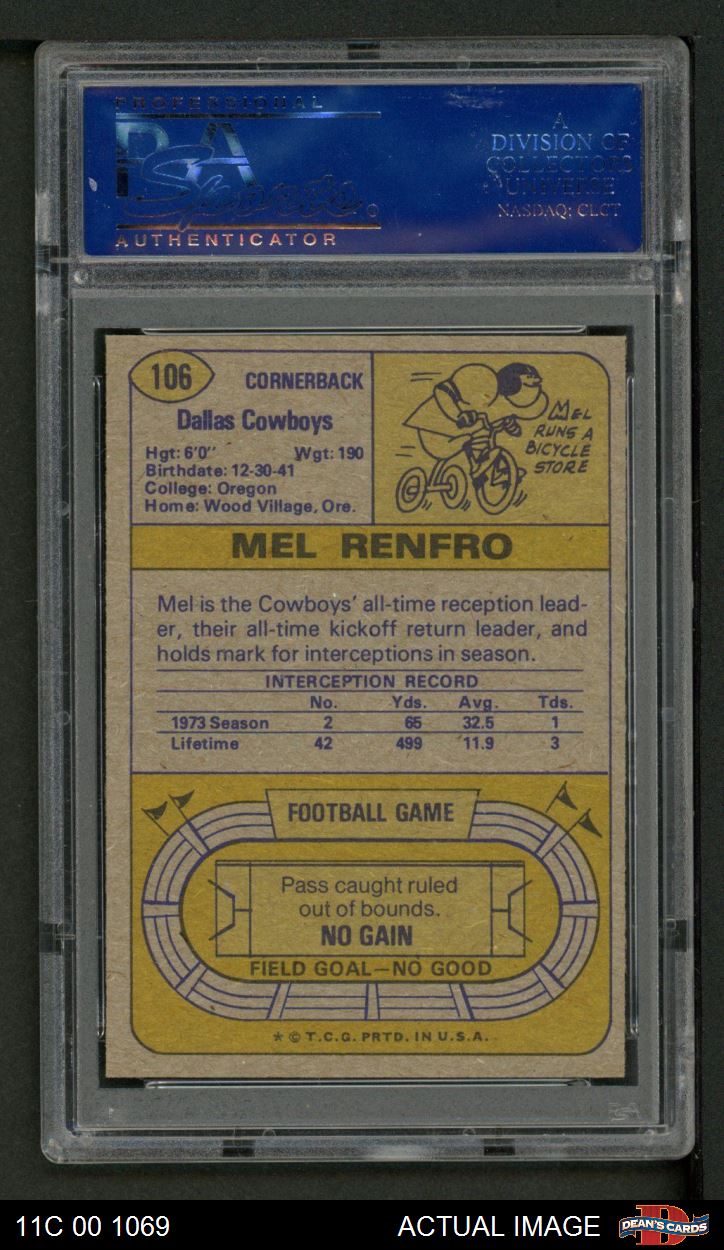 PROFESSIONAL
PSA
Sports
AUTHENTICATOR
A
DIVISION OF
COLLECTORS
UNIVERSE
NASDAQ: CLCT
106
CORNERBACK
Dallas Cowboys
Hgt: 6'0" Wgt: 190
Birthdate: 12-30-41
College: Oregon
Home: Wood Village, Ore.
MEL
RUNS A
BICYCLE
STORE
MEL RENFRO
Mel is the Cowboys' all-time reception lead-
er, their all-time kickoff return leader, and
holds mark for interceptions in season.
INTERCEPTION RECORD
No. Yds. Avg. Tds.
1973 Season 2 65 32.5 1
Lifetime 42 499 11.9 3
FOOTBALL GAME
Pass caught ruled
out of bounds.
NO GAIN
FIELD GOAL—NO GOOD
* © T.C.G. PRTD. IN U.S.A.
PSA
11C 00 1069
ACTUAL IMAGE
DEAN'S CARDS